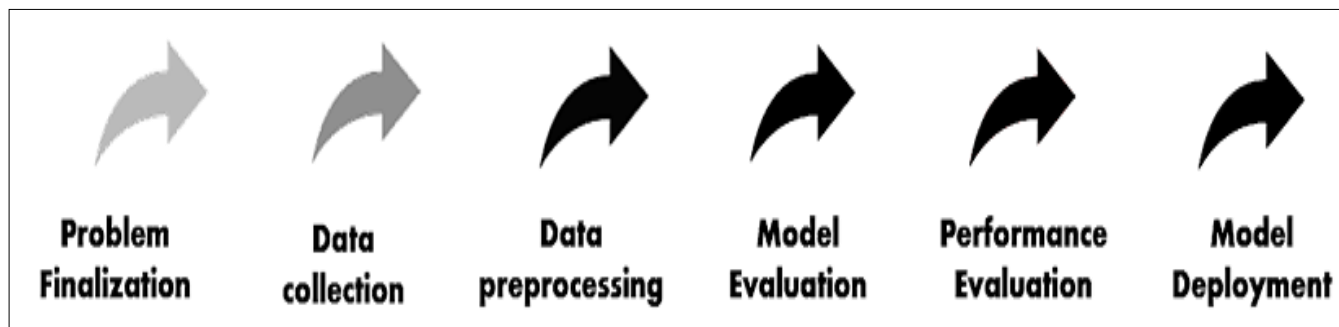 Problem
Finalization
Data
collection
Data
preprocessing
Model
Evaluation
Performance
Evaluation
Model
Deployment